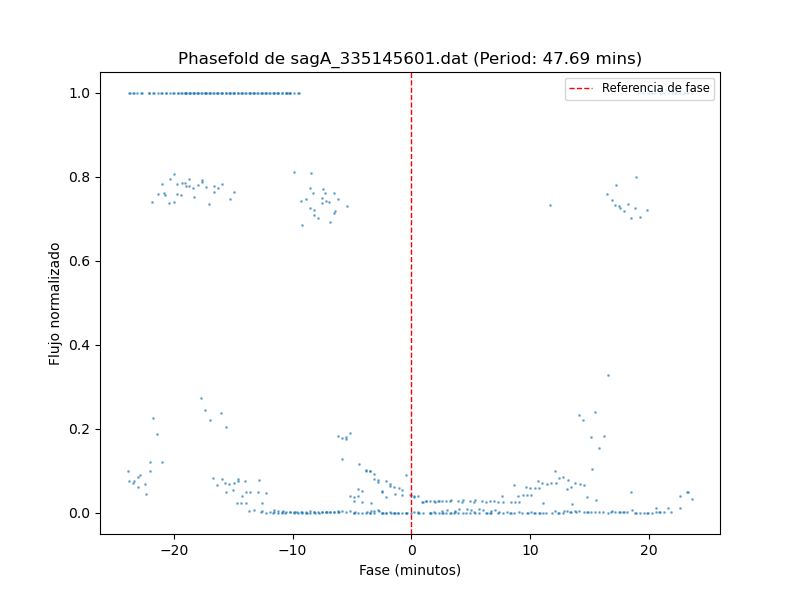 Phasefold de sagA_335145601.dat (Period: 47.69 mins)
Referencia de fase
Flujo normalizado
1.0
0.8
0.6
0.4
0.2
0.0
−20
−10
0
10
20
Fase (minutos)